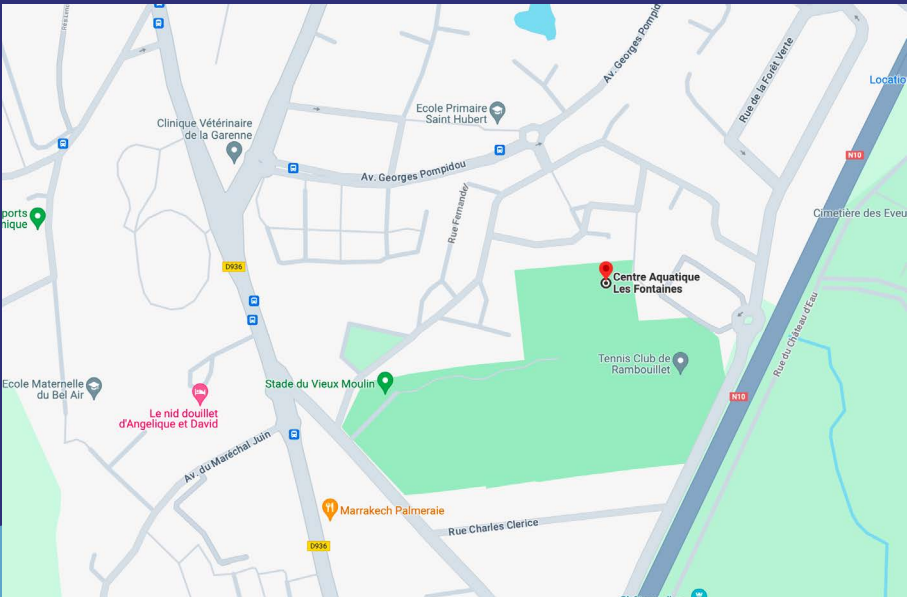 Av. Georges Pompidou
Rue de la Forêt Verte
Locatio
Ecole Primaire
Saint Hubert
Clinique Vétérinaire
de la Garenne
N10
Av. Georges Pompidou
Rue Fernande
ports
nique
Cimetière des Eveu
D936
Centre Aquatique
Les Fontaines
Rue du Château d'Eau
Tennis Club de
Rambouillet
Stade du Vieux Moulin
Ecole Maternelle
du Bel Air
N10
Le nid douillet
d'Angelique et David
Av. du Maréchal Juin
Marrakech Palmeraie
Rue Charles Clerice
D936